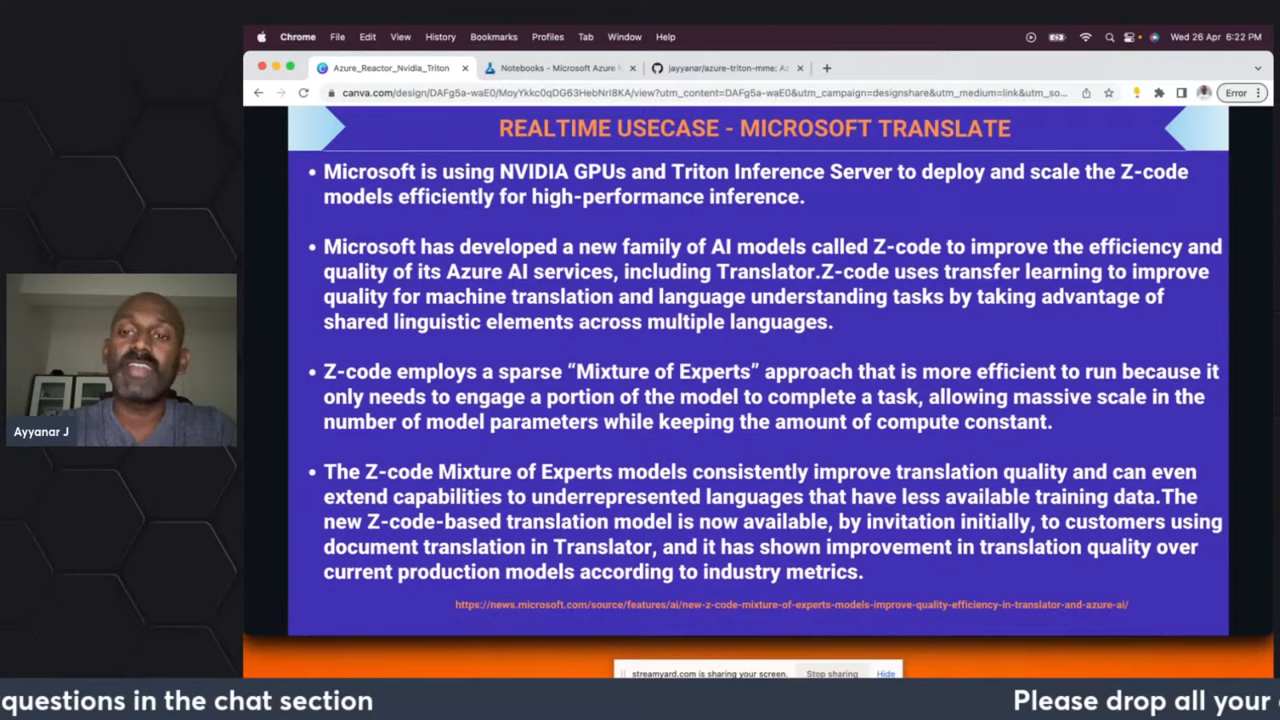 Chrome File Edit View History Bookmarks Profiles Tab Window Help Wed 26 Apr 6:22 PM
Azure_Reactor_Nvidia_Triton Notebooks - Microsoft Azure jayyanar/azure-triton-mme: Az
canva.com/design/DAFg5a-waE0/MoyYkkc0qDG63HebNrI8KA/view?utm_content=DAFg5a-waE0&utm_campaign=designshare&utm_medium=link&utm_so... Error
REALTIME USECASE - MICROSOFT TRANSLATE
• Microsoft is using NVIDIA GPUs and Triton Inference Server to deploy and scale the Z-code
models efficiently for high-performance inference.
• Microsoft has developed a new family of AI models called Z-code to improve the efficiency and
quality of its Azure AI services, including Translator.Z-code uses transfer learning to improve
quality for machine translation and language understanding tasks by taking advantage of
shared linguistic elements across multiple languages.
• Z-code employs a sparse “Mixture of Experts” approach that is more efficient to run because it
only needs to engage a portion of the model to complete a task, allowing massive scale in the
number of model parameters while keeping the amount of compute constant.
• The Z-code Mixture of Experts models consistently improve translation quality and can even
extend capabilities to underrepresented languages that have less available training data.The
new Z-code-based translation model is now available, by invitation initially, to customers using
document translation in Translator, and it has shown improvement in translation quality over
current production models according to industry metrics.
https://news.microsoft.com/source/features/ai/new-z-code-mixture-of-experts-models-improve-quality-efficiency-in-translator-and-azure-ai/
Ayyanar J
streamyard.com is sharing your screen. Stop sharing Hide
questions in the chat section Please drop all your